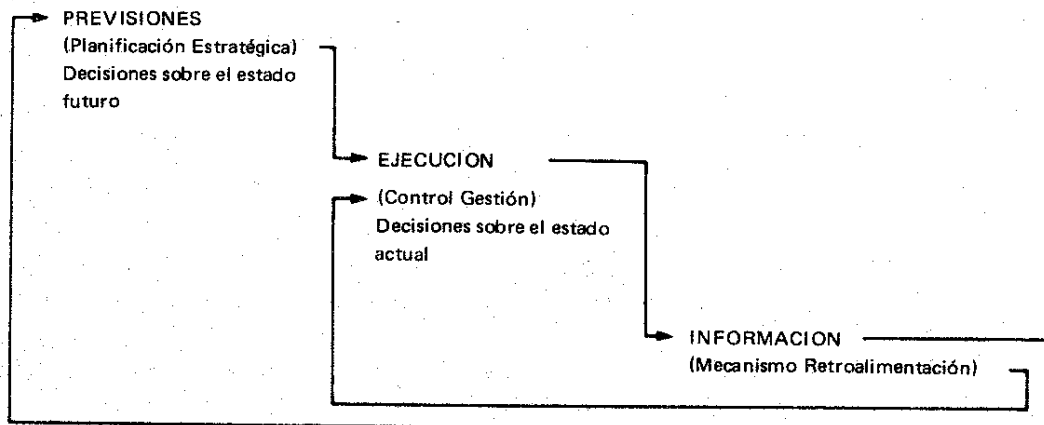 PREVISIONES
(Planificación Estratégica)
Decisiones sobre el estado
futuro
EJECUCION
(Control Gestión)
Decisiones sobre el estado
actual
INFORMACION
(Mecanismo Retroalimentación)